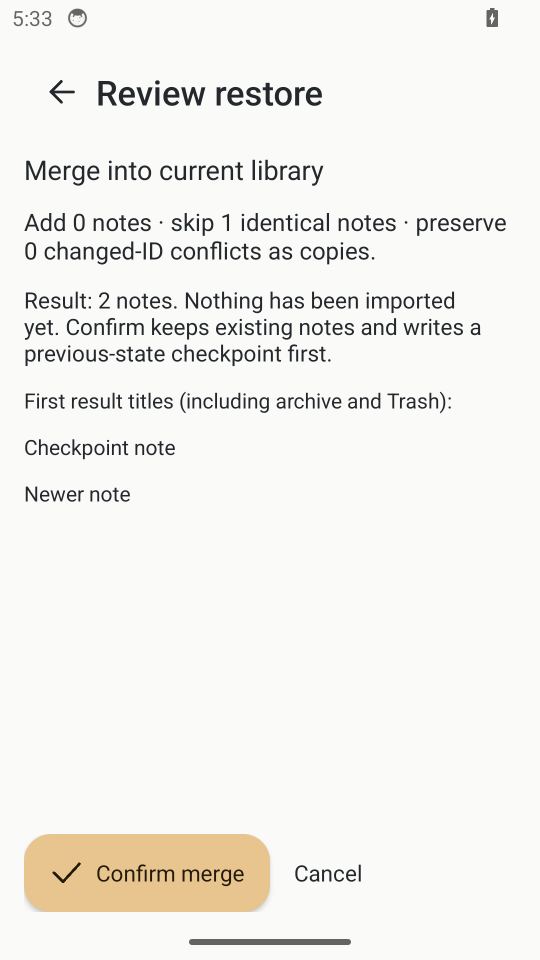 5:33
Review restore
Merge into current library
Add 0 notes · skip 1 identical notes · preserve
0 changed-ID conflicts as copies.
Result: 2 notes. Nothing has been imported
yet. Confirm keeps existing notes and writes a
previous-state checkpoint first.
First result titles (including archive and Trash):
Checkpoint note
Newer note
Confirm merge
Cancel